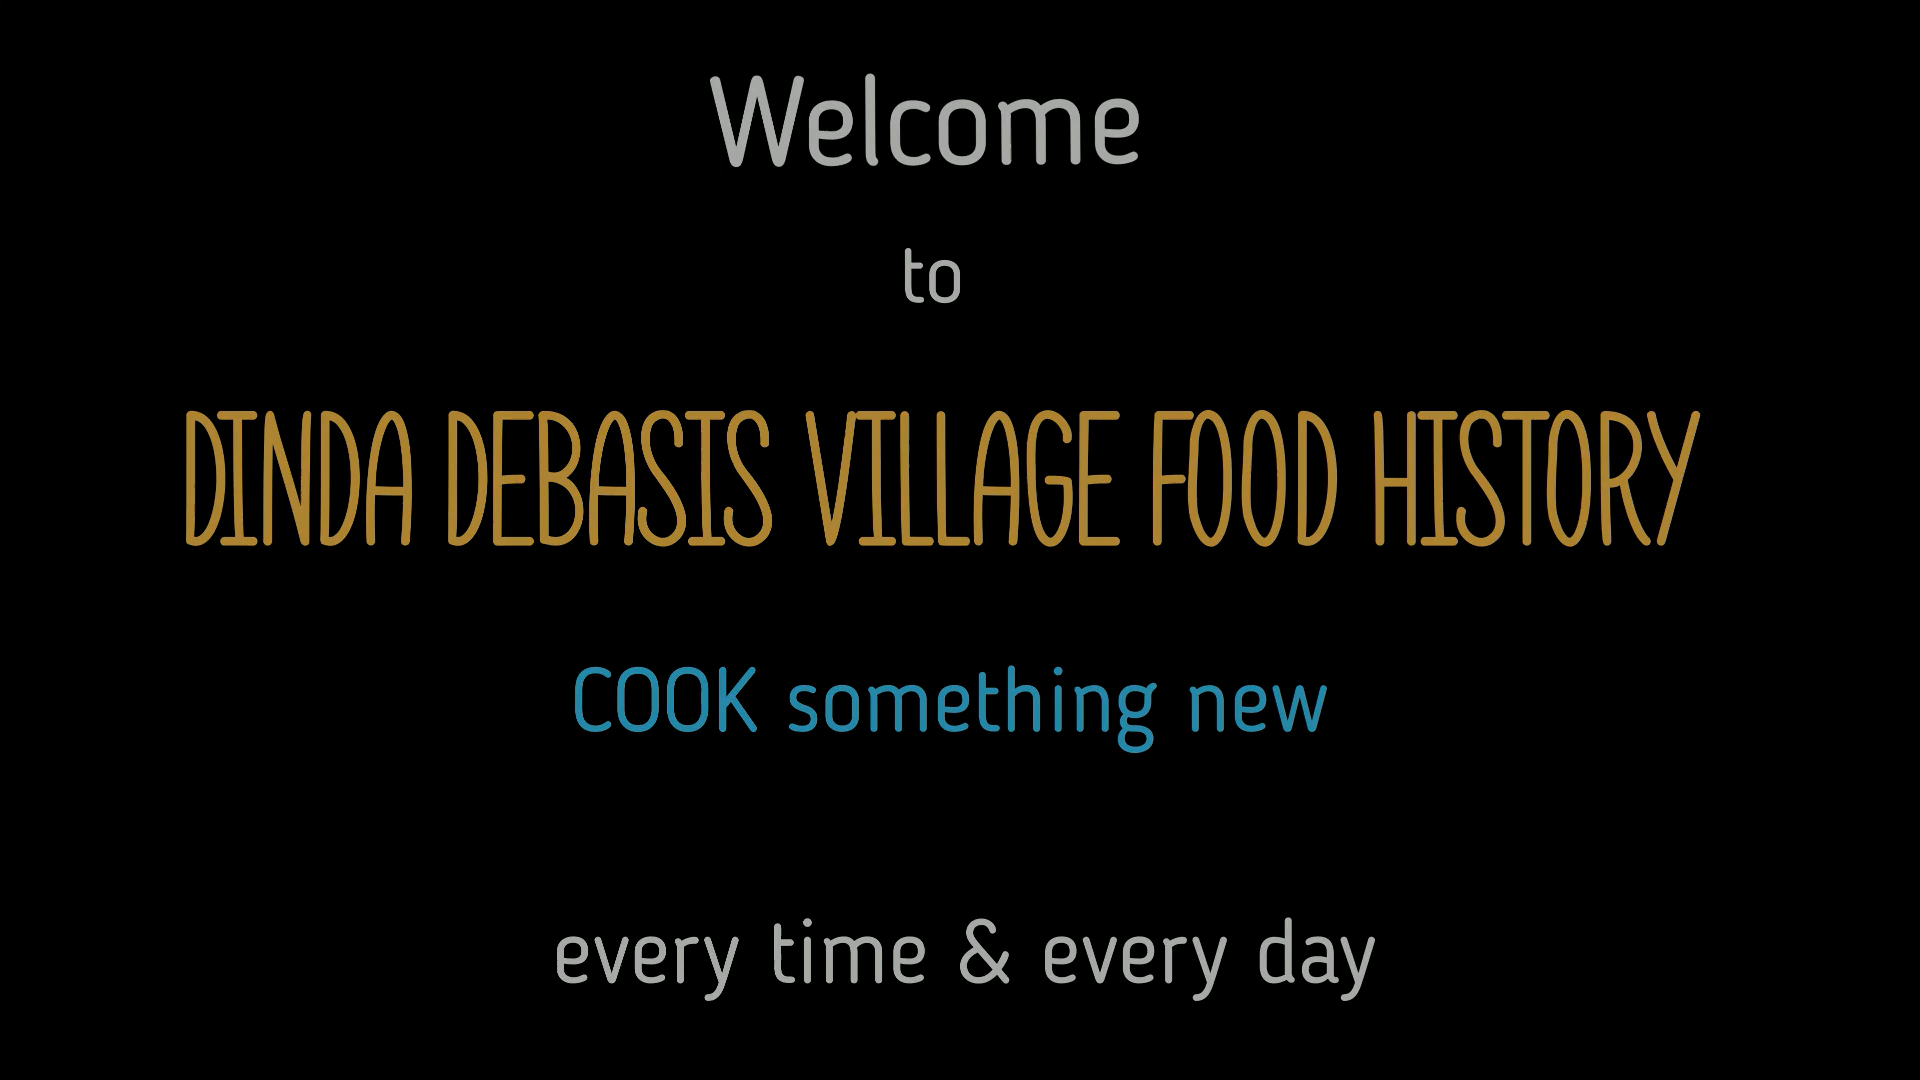 Welcome
to
DINDA DEBASIS VILLAGE FOOD HISTORY
COOK something new
every time & every day